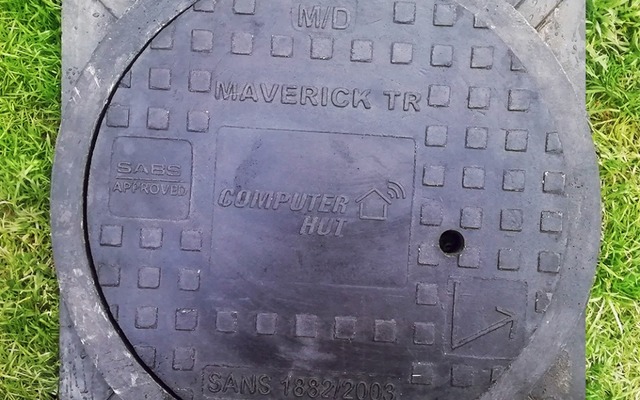 M/D
MAVERICK TR
SABS
APPROVED
COMPUTER
HUT
SANS 1882/2003